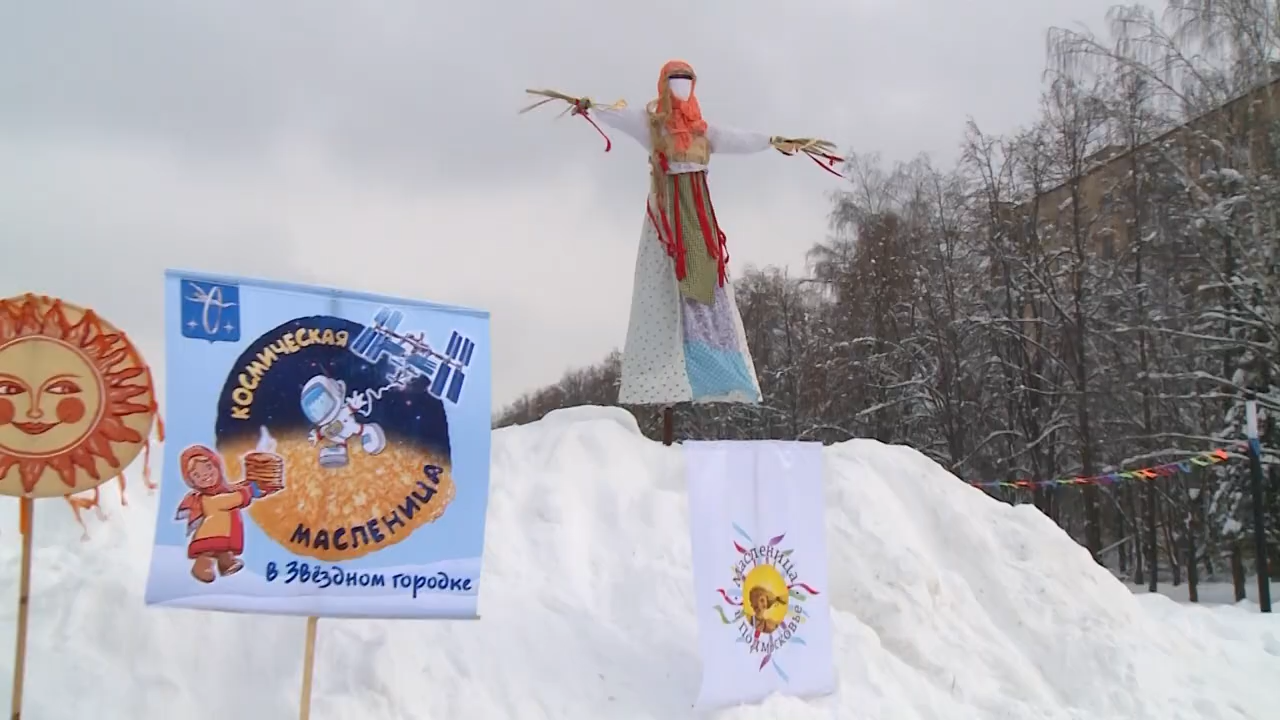 КОСМИЧЕСКАЯ
МАСЛЕНИЦА
в Звёздном городке
Масленица
в Подмосковье